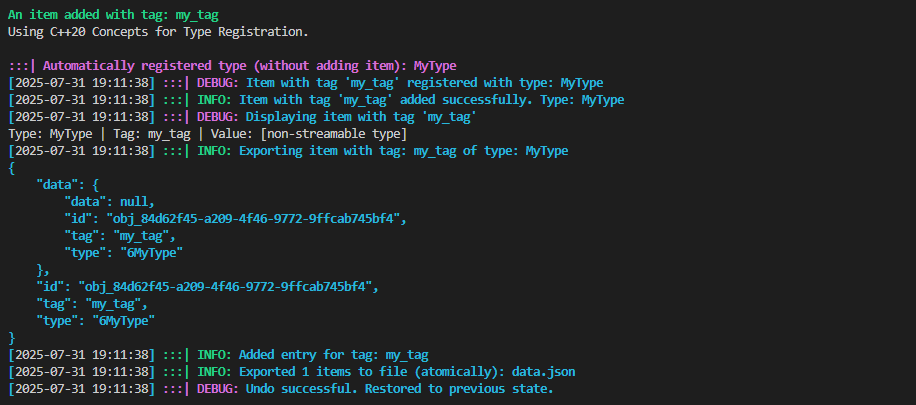 An item added with tag: my_tag
Using C++20 Concepts for Type Registration.
:::| Automatically registered type (without adding item): MyType
[2025-07-31 19:11:38] :::| DEBUG: Item with tag 'my_tag' registered with type: MyType
[2025-07-31 19:11:38] :::| INFO: Item with tag 'my_tag' added successfully. Type: MyType
[2025-07-31 19:11:38] :::| DEBUG: Displaying item with tag 'my_tag'
Type: MyType | Tag: my_tag | Value: [non-streamable type]
[2025-07-31 19:11:38] :::| INFO: Exporting item with tag: my_tag of type: MyType
{
    "data": {
        "data": null,
        "id": "obj_84d62f45-a209-4f46-9772-9ffcab745bf4",
        "tag": "my_tag",
        "type": "6MyType"
    },
    "id": "obj_84d62f45-a209-4f46-9772-9ffcab745bf4",
    "tag": "my_tag",
    "type": "6MyType"
}
[2025-07-31 19:11:38] :::| INFO: Added entry for tag: my_tag
[2025-07-31 19:11:38] :::| INFO: Exported 1 items to file (atomically): data.json
[2025-07-31 19:11:38] :::| DEBUG: Undo successful. Restored to previous state.